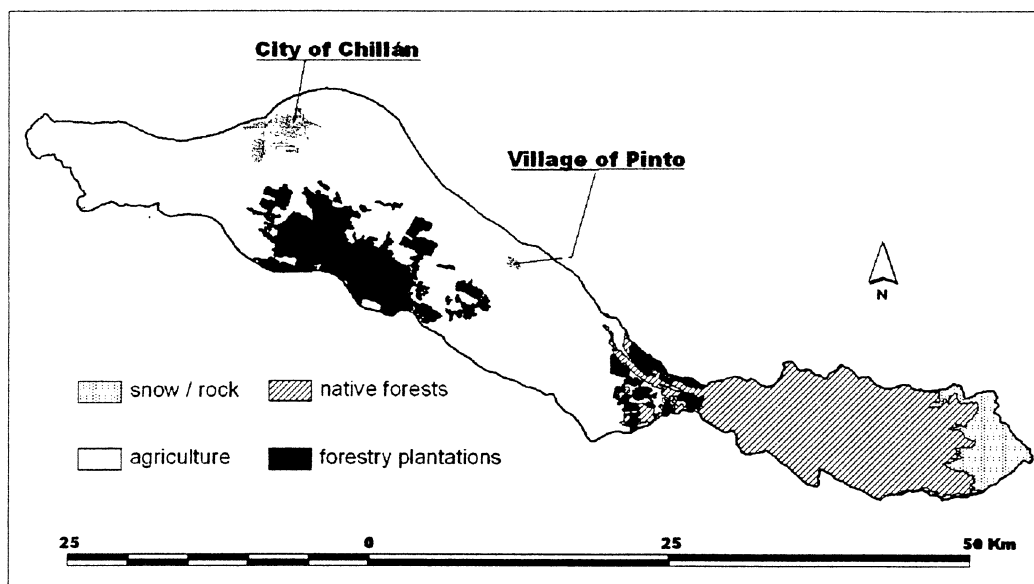 City of Chillán
Village of Pinto
N
snow / rock
native forests
agriculture
forestry plantations
25 0 25 50 Km